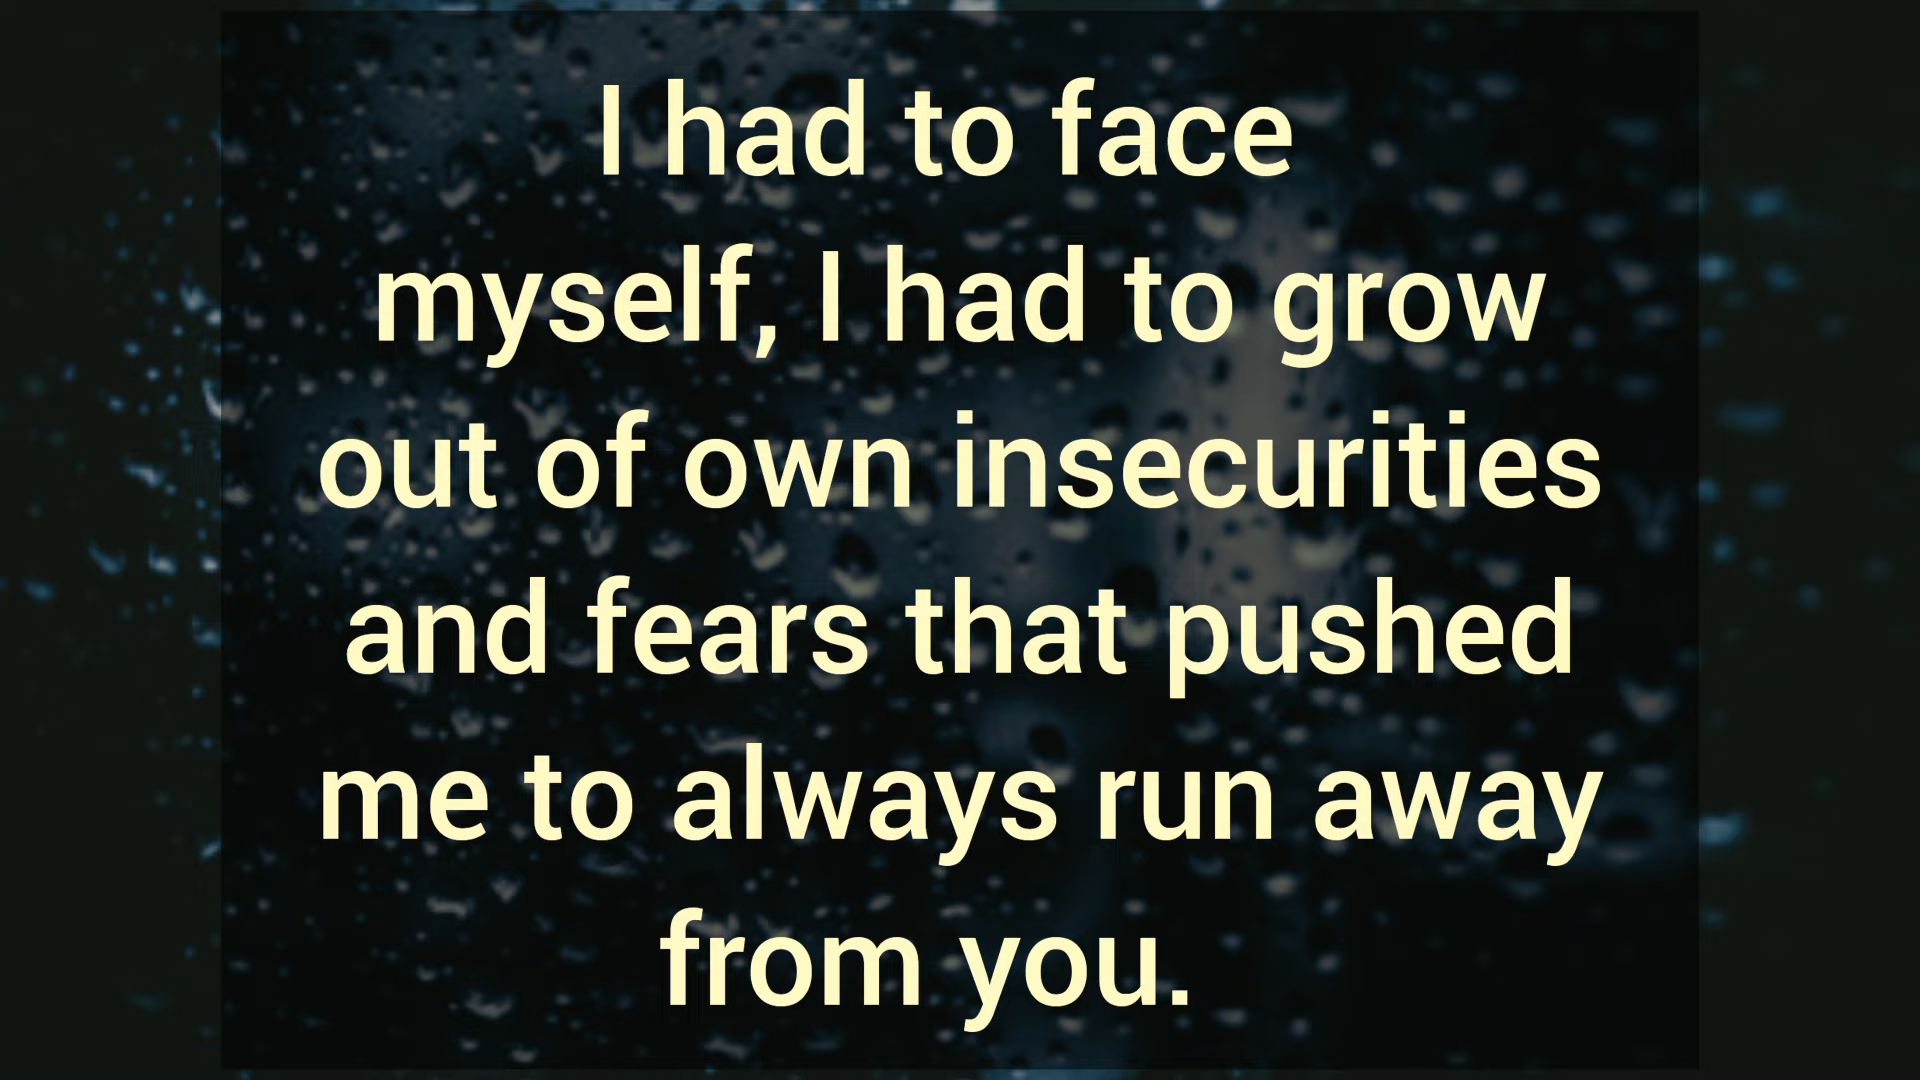 I had to face
myself, I had to grow
out of own insecurities
and fears that pushed
me to always run away
from you.